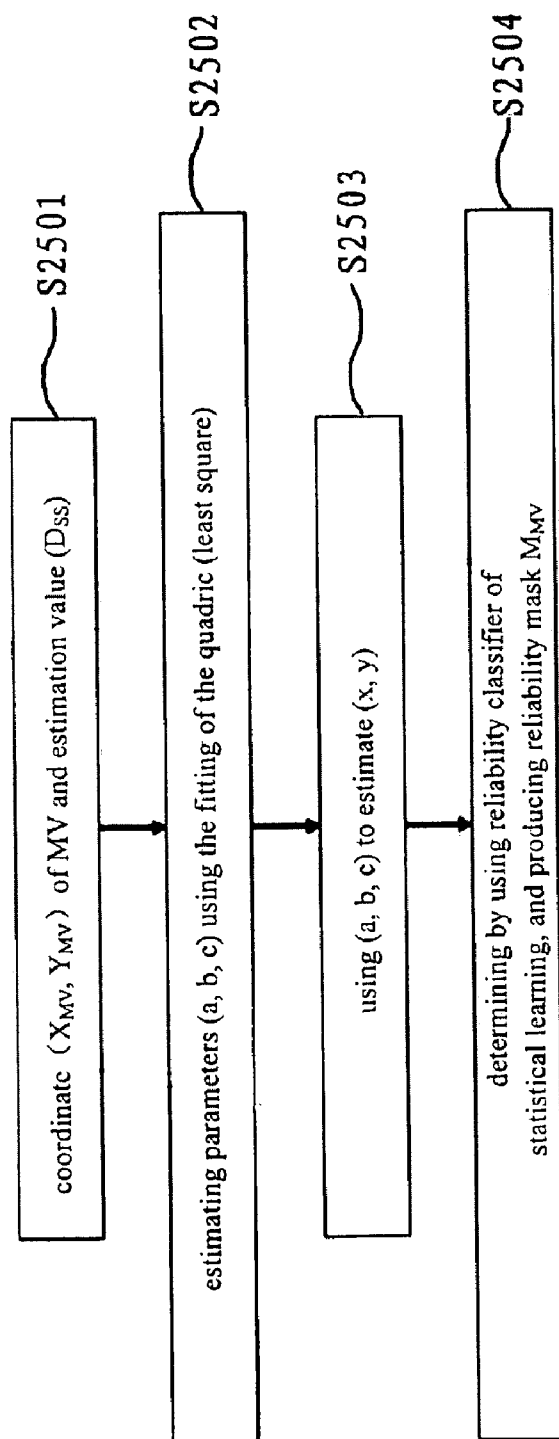 coordinate (X_MV, Y_MV) of MV and estimation value (D_SS)
S2501
estimating parameters (a, b, c) using the fitting of the quadric (least square)
S2502
using (a, b, c) to estimate (x, y)
S2503
determining by using reliability classifier of
statistical learning, and producing reliability mask M_MV
S2504